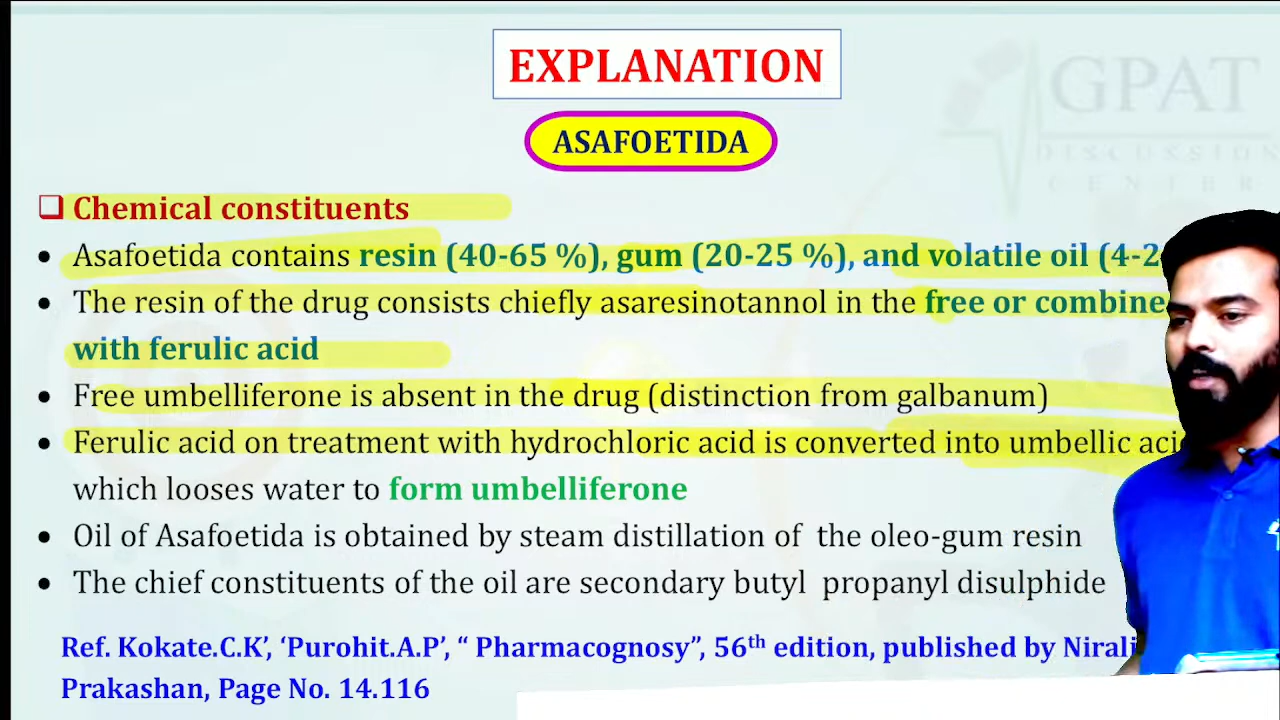 EXPLANATION
GPAT
DISCUSSION
CENTER
ASAFOETIDA
Chemical constituents
• Asafoetida contains resin (40-65 %), gum (20-25 %), and volatile oil (4-2
• The resin of the drug consists chiefly asaresinotannol in the free or combine
with ferulic acid
• Free umbelliferone is absent in the drug (distinction from galbanum)
• Ferulic acid on treatment with hydrochloric acid is converted into umbellic aci
which looses water to form umbelliferone
• Oil of Asafoetida is obtained by steam distillation of the oleo-gum resin
• The chief constituents of the oil are secondary butyl propanyl disulphide
Ref. Kokate.C.K’, ‘Purohit.A.P’, “ Pharmacognosy”, 56th edition, published by Nirali
Prakashan, Page No. 14.116